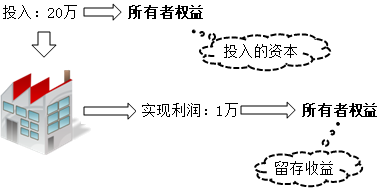 投入：20万 所有者权益
投入的资本
实现利润：1万 所有者权益
留存收益